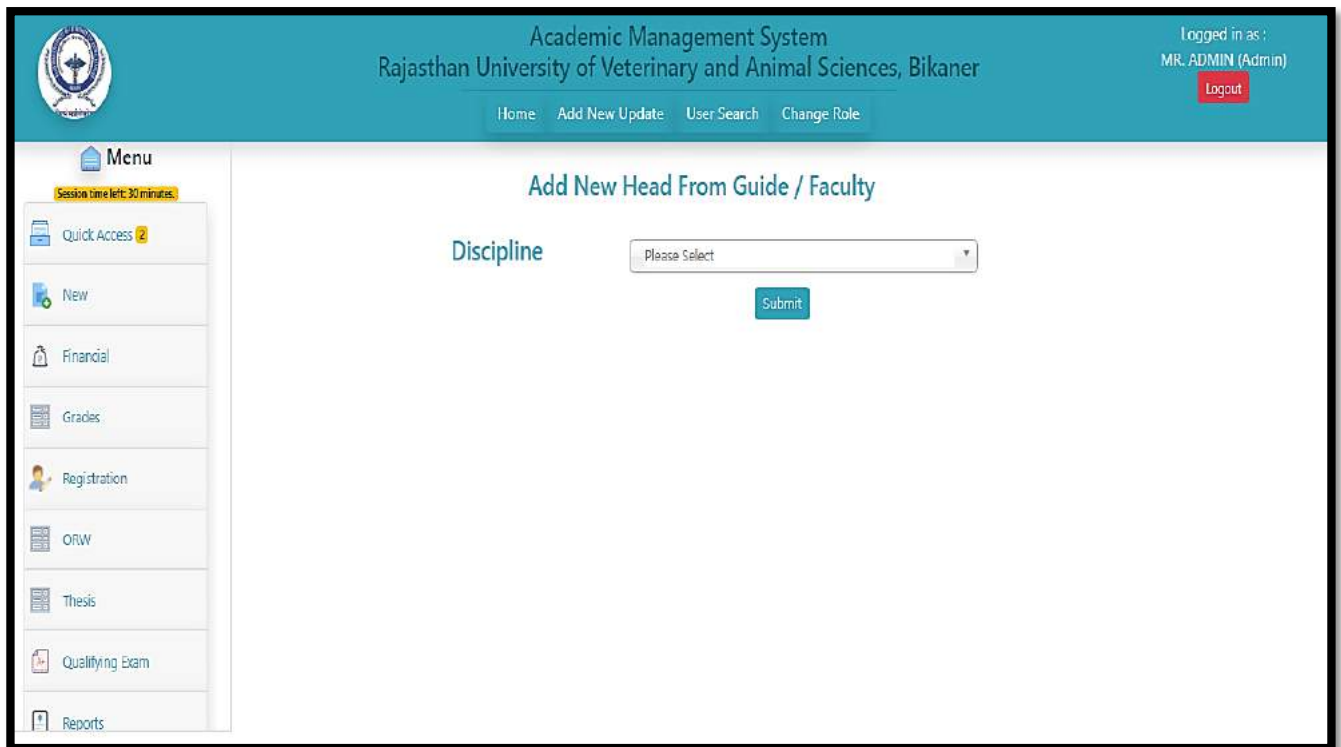 Academic Management System
Rajasthan University of Veterinary and Animal Sciences, Bikaner
Home Add New Update User Search Change Role
Logged in as :
MR. ADMIN (Admin)
Logout
Menu
Session time left: 30 minutes.
Quick Access 2
New
Financial
Grades
Registration
ORW
Thesis
Qualifying Exam
Reports
Add New Head From Guide / Faculty
Discipline Please Select
Submit